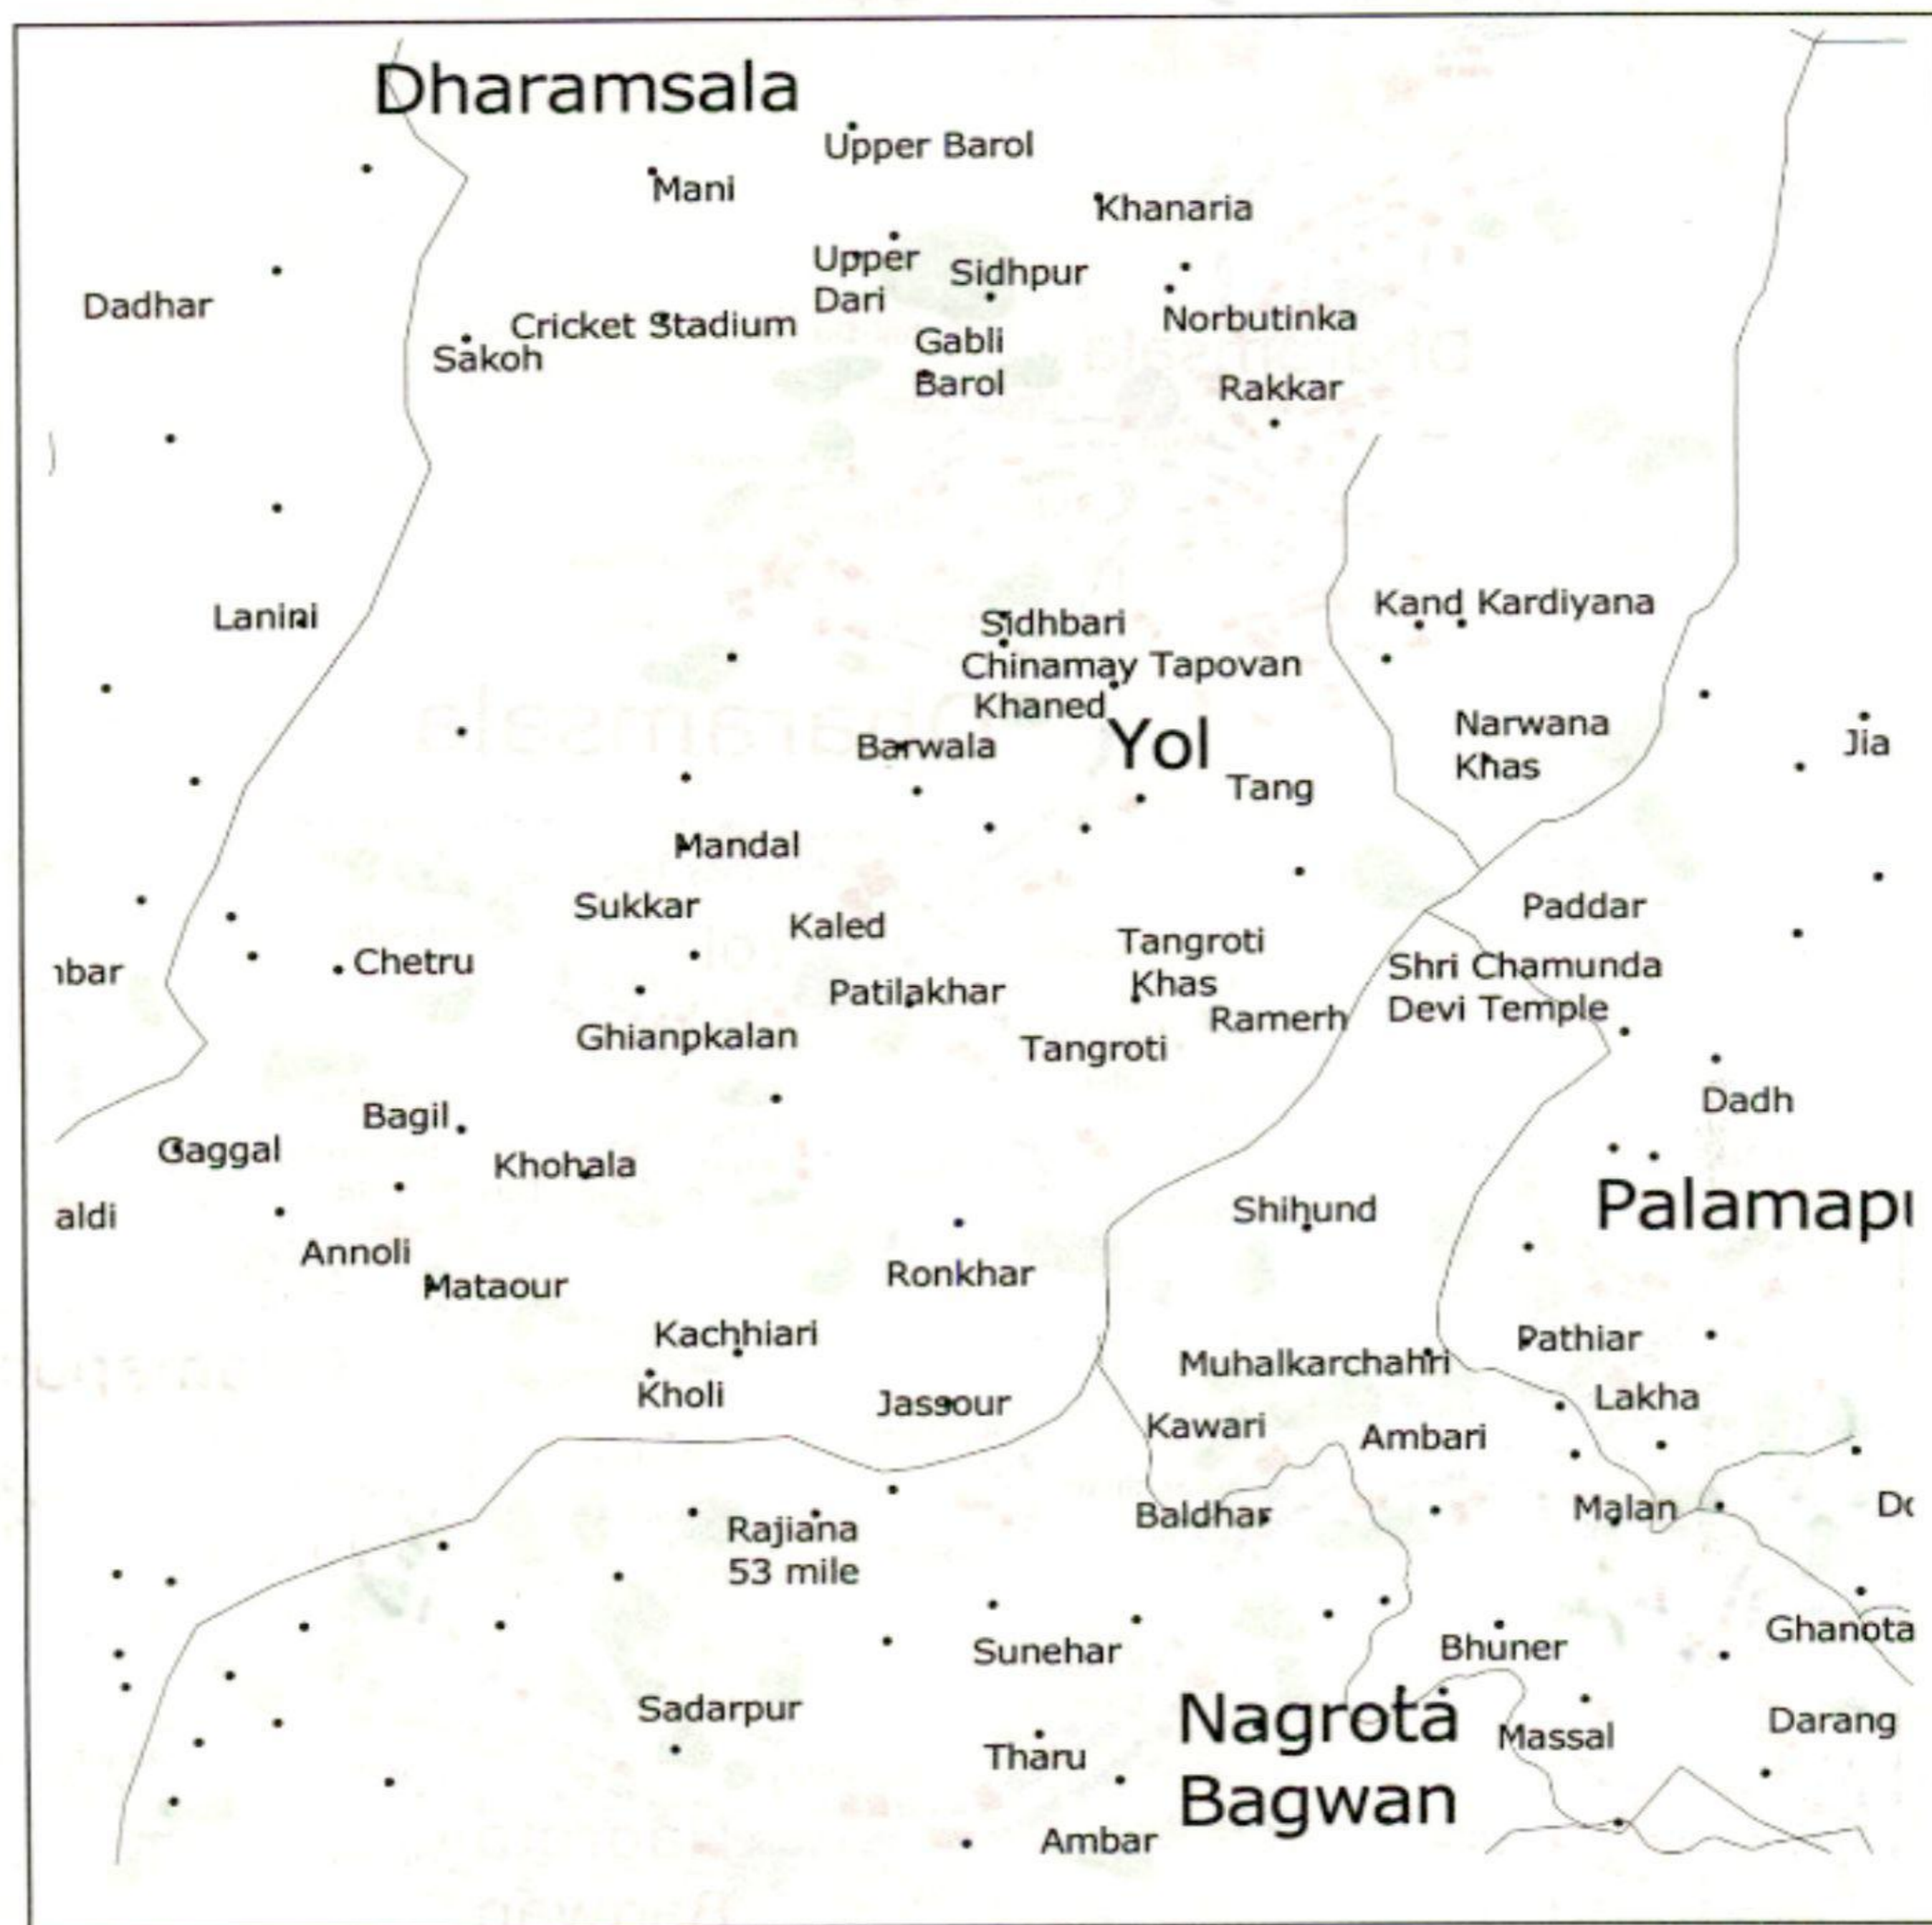 Dharamsala
Upper Barol
Mani
Khanaria
Upper
Dari
Sidhpur
Dadhar
Cricket Stadium
Norbutinka
Sakoh
Gabli
Barol
Rakkar
Kand Kardiyana
Lanini
Sidhbari
Chinamay Tapovan
Khaned
Yol
Narwana
Khas
Jia
Barwala
Tang
Mandal
Sukkar
Kaled
Paddar
Tangroti
Khas
Chetru
Shri Chamunda
Devi Temple
Patilakhar
Ramerh
Ghianpkalan
Tangroti
Dadh
Bagil
Gaggal
Khohala
Palamapu
aldi
Shihund
Annoli
Mataour
Ronkhar
Kachhiari
Pathiar
Muhalkarchahri
Kholi
Jassour
Lakha
Kawari
Ambari
Baldhar
Malan
Rajiana
53 mile
Sunehar
Bhuner
Ghanota
Sadarpur
Nagrota
Bagwan
Massal
Darang
Tharu
Ambar